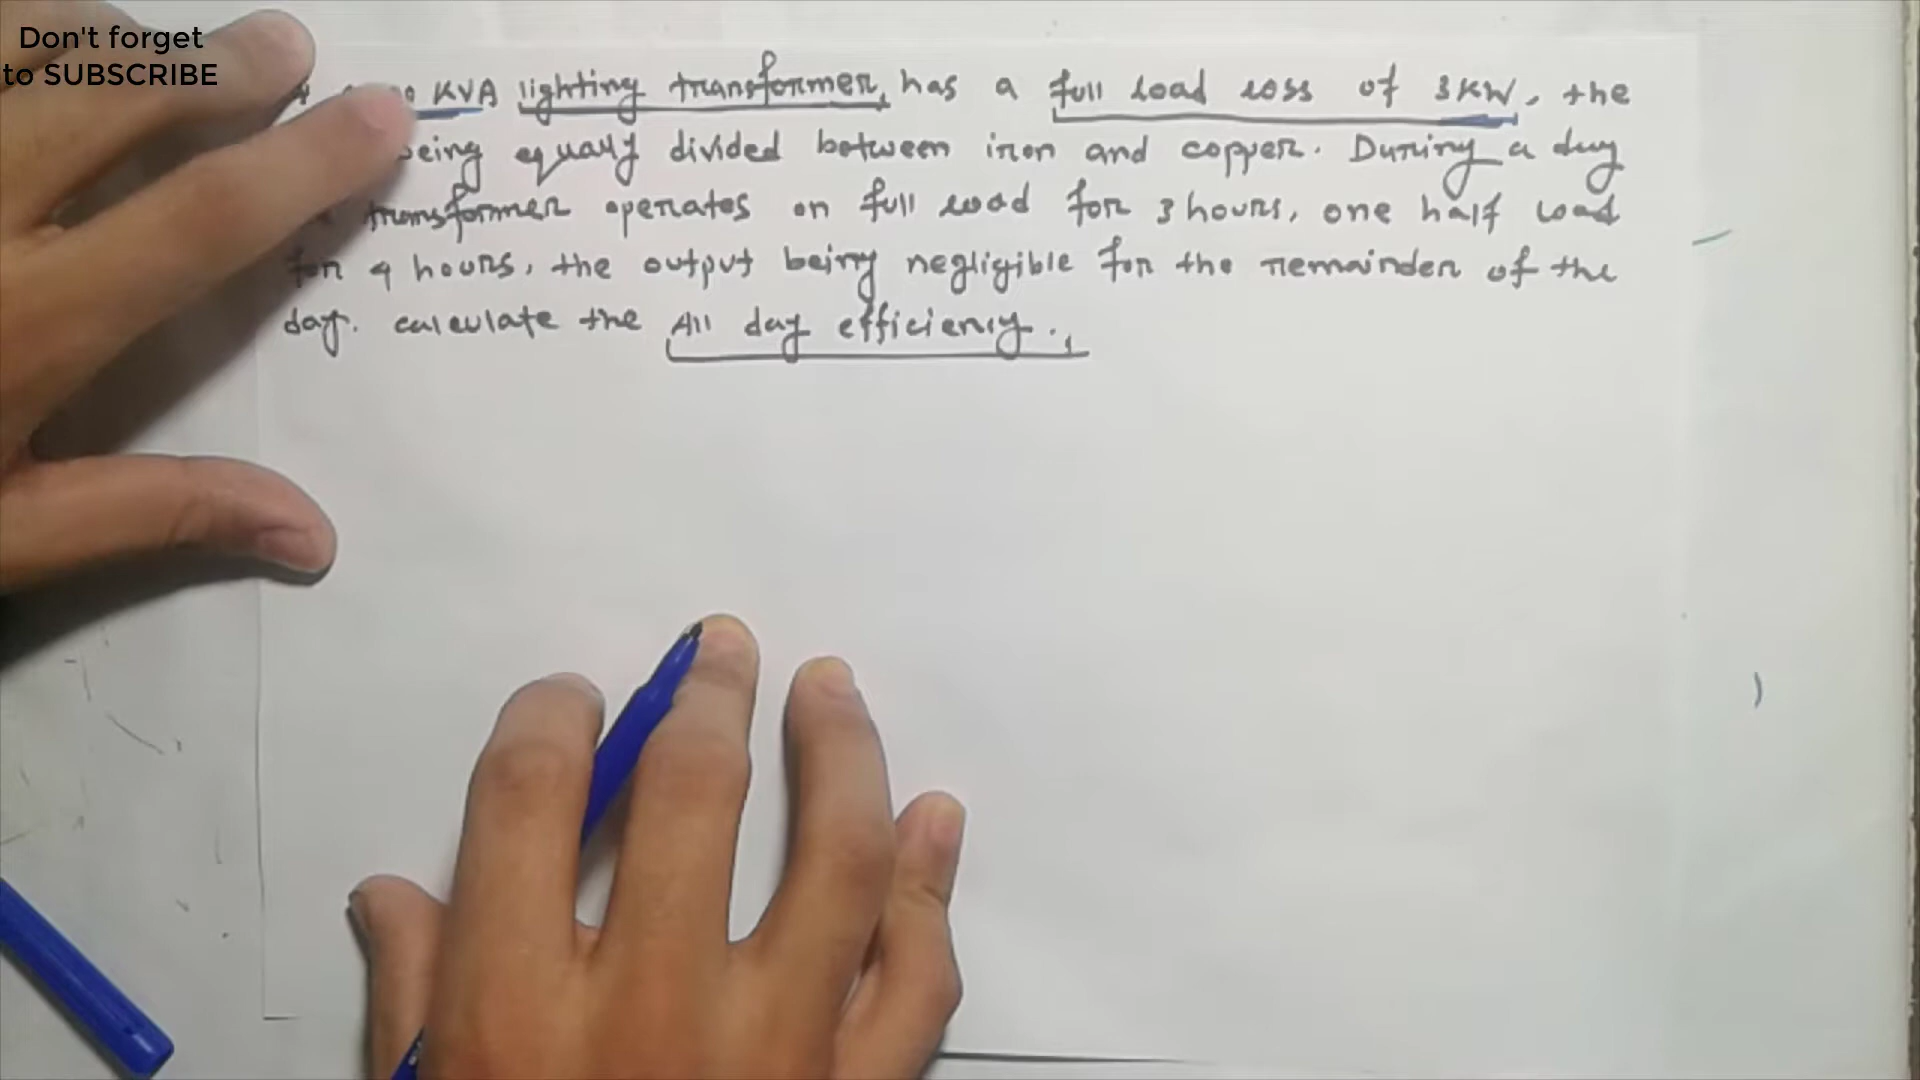 Don't forget
to SUBSCRIBE
KVA lighting transformer, has a full load loss of 3KW, the
being equally divided between iron and copper. During a day
transformer operates on full load for 3 hours, one half load
for 4 hours, the output being negligible for the remainder of the
day. calculate the All day efficiency.